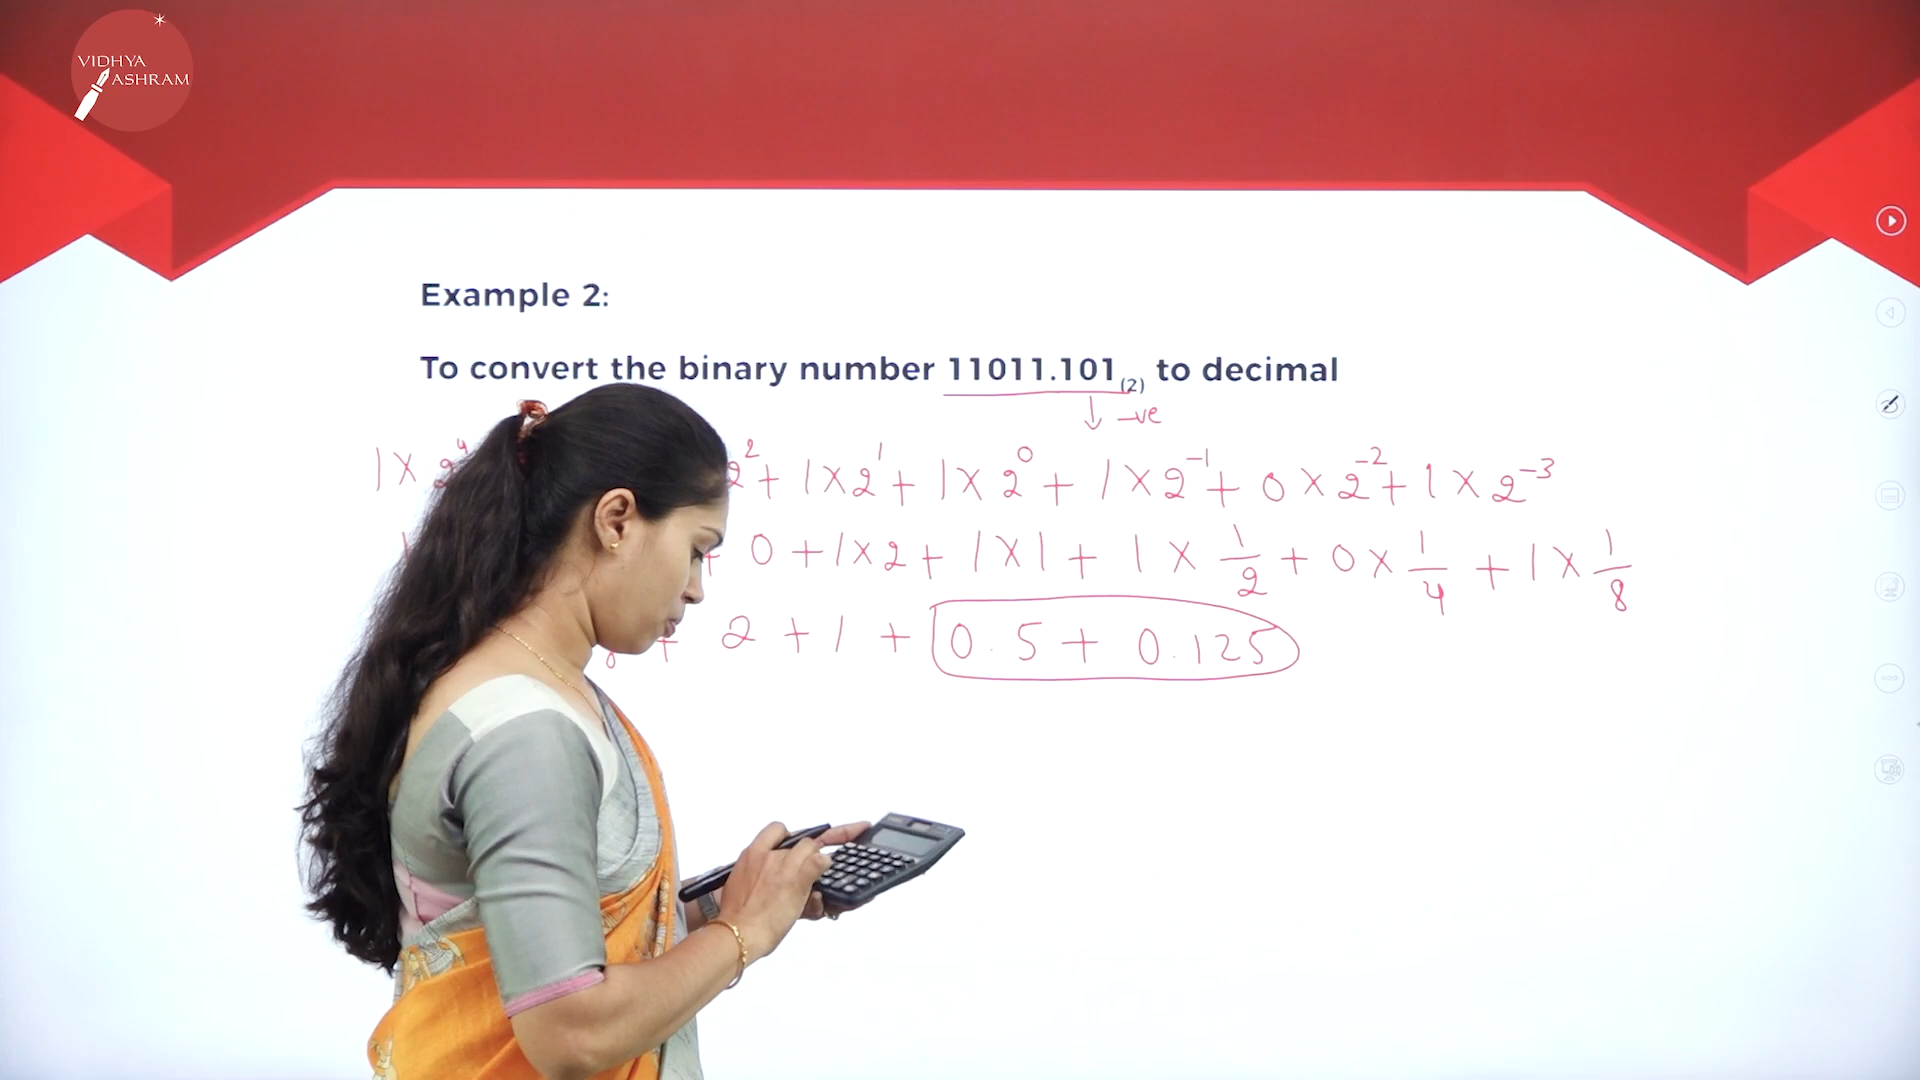 VIDHYA
ASHRAM
Example 2:
To convert the binary number 11011.101(2) to decimal
↓ -ve
1 × 2⁴ 2² + 1 × 2¹ + 1 × 2⁰ + 1 × 2⁻¹ + 0 × 2⁻² + 1 × 2⁻³
+ 0 + 1 × 2 + 1 × 1 + 1 × 1/2 + 0 × 1/4 + 1 × 1/8
+ 2 + 1 + 0.5 + 0.125